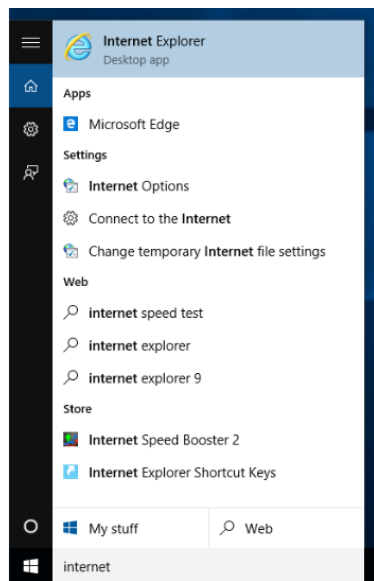 Internet Explorer
Desktop app
Apps
Microsoft Edge
Settings
Internet Options
Connect to the Internet
Change temporary Internet file settings
Web
internet speed test
internet explorer
internet explorer 9
Store
Internet Speed Booster 2
Internet Explorer Shortcut Keys
My stuff
Web
internet